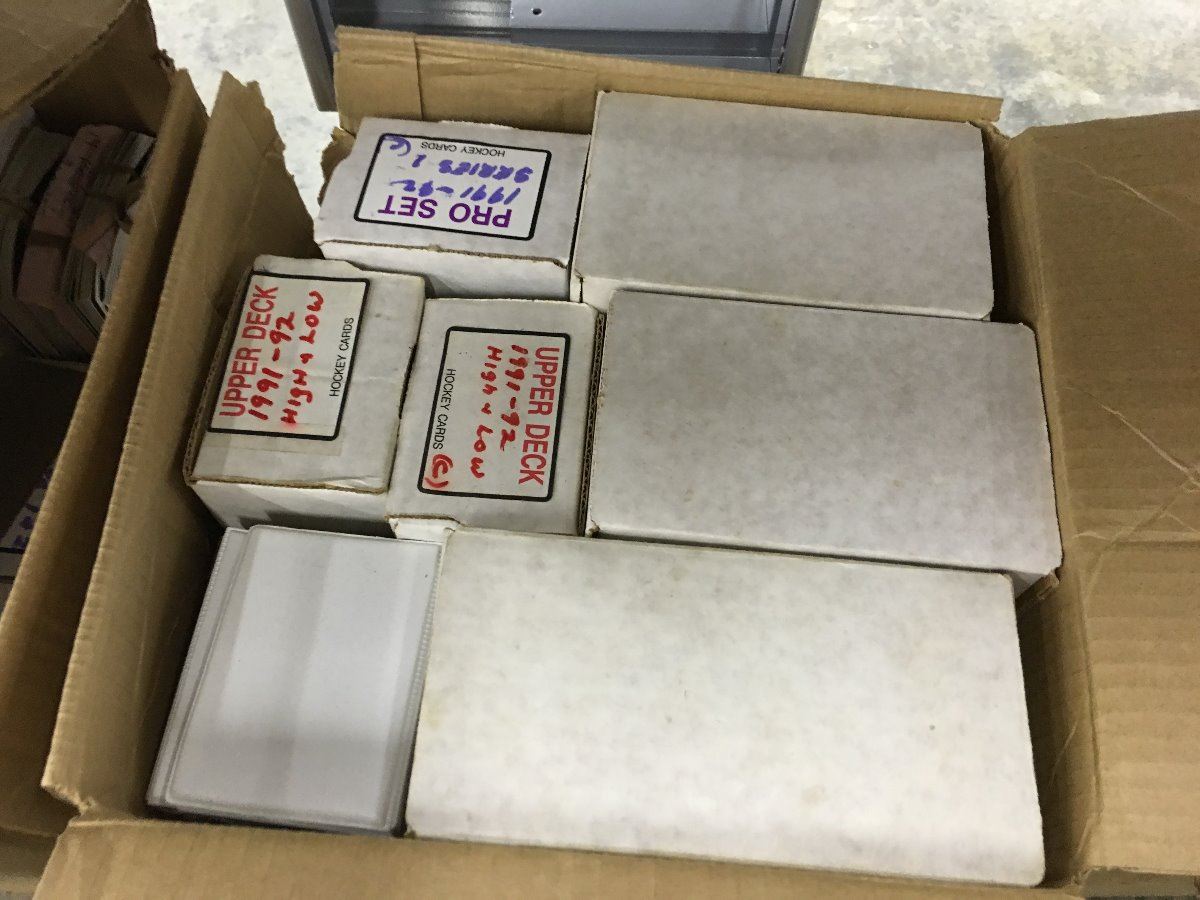 PRO SET
1991-92
SERIES 2
HOCKEY CARDS
UPPER DECK
1991-92
HIGH & LOW
HOCKEY CARDS
UPPER DECK
1991-92
HIGH & LOW
HOCKEY CARDS